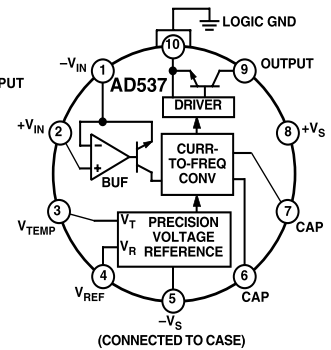 LOGIC GND
10
–VIN
1
AD537
9
OUTPUT
PUT
DRIVER
+VIN
2
8
+VS
–
+
BUF
CURR-
TO-FREQ
CONV
3
VTEMP
VT
VR
PRECISION
VOLTAGE
REFERENCE
7
CAP
4
VREF
6
CAP
5
–VS
(CONNECTED TO CASE)